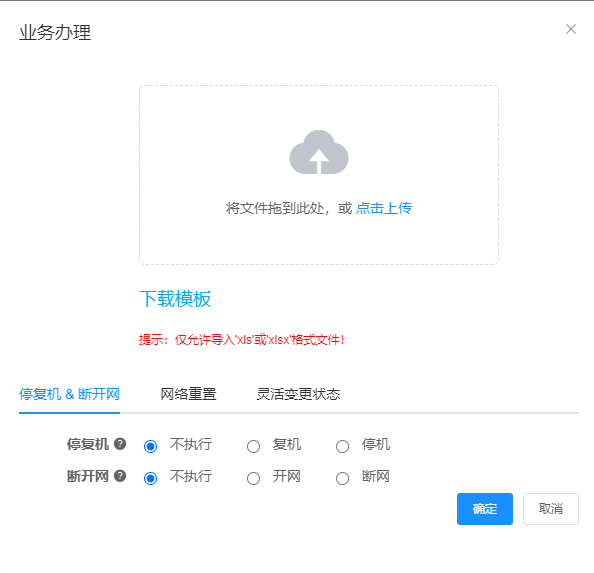 业务办理
将文件拖到此处，或 点击上传
下载模板
提示：仅允许导入'xls'或'xlsx'格式文件！
停复机 & 断开网 网络重置 灵活变更状态
停复机 ? 不执行 复机 停机
断开网 ? 不执行 开网 断网
确定 取消